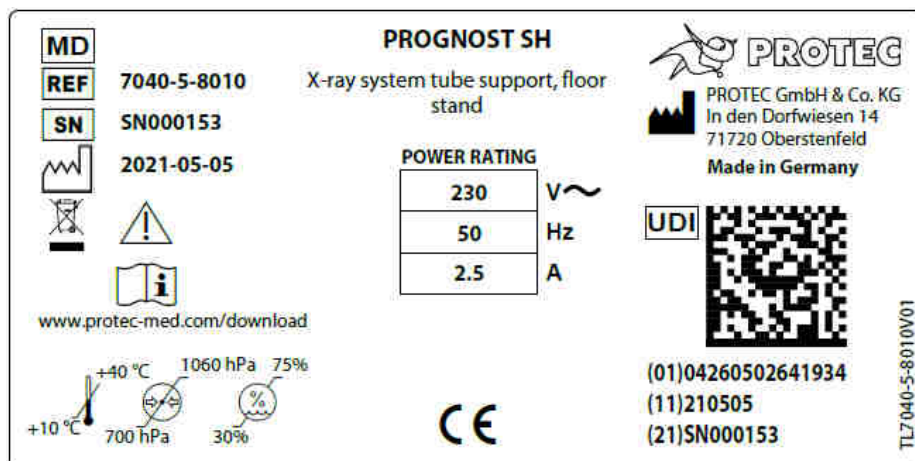 MD
REF 7040-5-8010
SN SN000153
2021-05-05
www.protec-med.com/download
+40 °C
+10 °C
1060 hPa
700 hPa
75%
%
30%
PROGNOST SH
X-ray system tube support, floor
stand
POWER RATING
230 V~
50 Hz
2.5 A
CE
PROTEC
PROTEC GmbH & Co. KG
In den Dorfwiesen 14
71720 Oberstenfeld
Made in Germany
UDI
(01)04260502641934
(11)210505
(21)SN000153
TL7040-5-8010V01